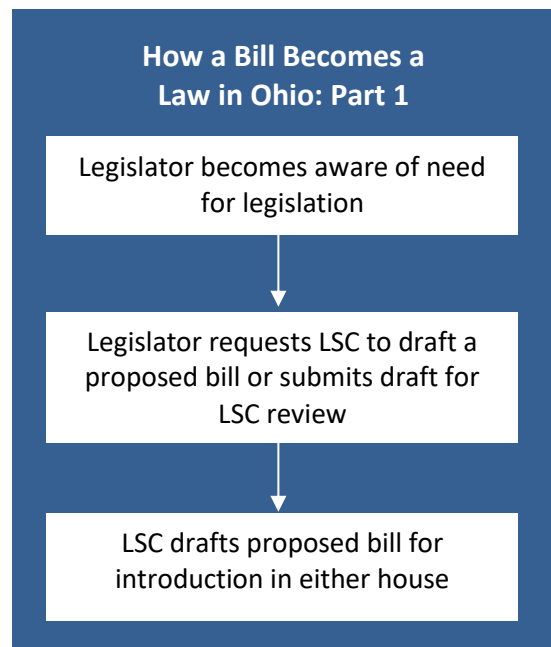 How a Bill Becomes a
Law in Ohio: Part 1
Legislator becomes aware of need
for legislation
Legislator requests LSC to draft a
proposed bill or submits draft for
LSC review
LSC drafts proposed bill for
introduction in either house